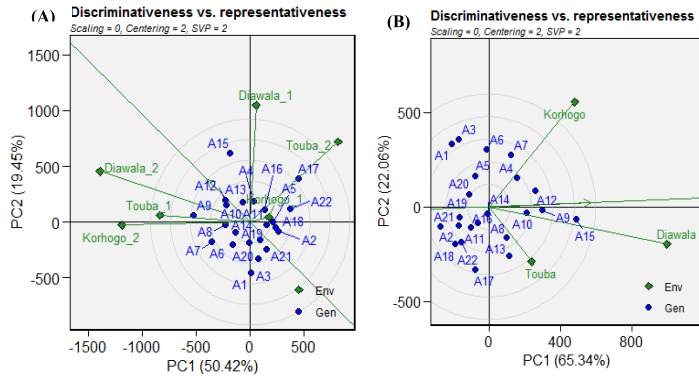 (A)
Discriminativeness vs. representativeness
Scaling = 0, Centering = 2, SVP = 2
PC2 (19.45%)
1500
1000
500
0
-500
Diawala_1
Touba_2
A15
A4
A16
A17
Diawala_2
A12
A13
A5
Touba_1
A9
Korhogo_1
A18
A22
A10
A11
A14
Korhogo_2
A8
A19
A2
A7
A6
A20
A21
A1
A3
Env
Gen
-1500
-1000
-500
0
500
PC1 (50.42%)
(B)
Discriminativeness vs. representativeness
Scaling = 0, Centering = 2, SVP = 2
PC2 (22.06%)
500
0
-500
Korhogo
A3
A6
A1
A7
A5
A4
A20
A14
A12
A19
A21
A10
A9
A15
A2
A11
A8
Diawala
A18
A22
A13
A17
Touba
Env
Gen
0
400
1000
PC1 (65.34%)